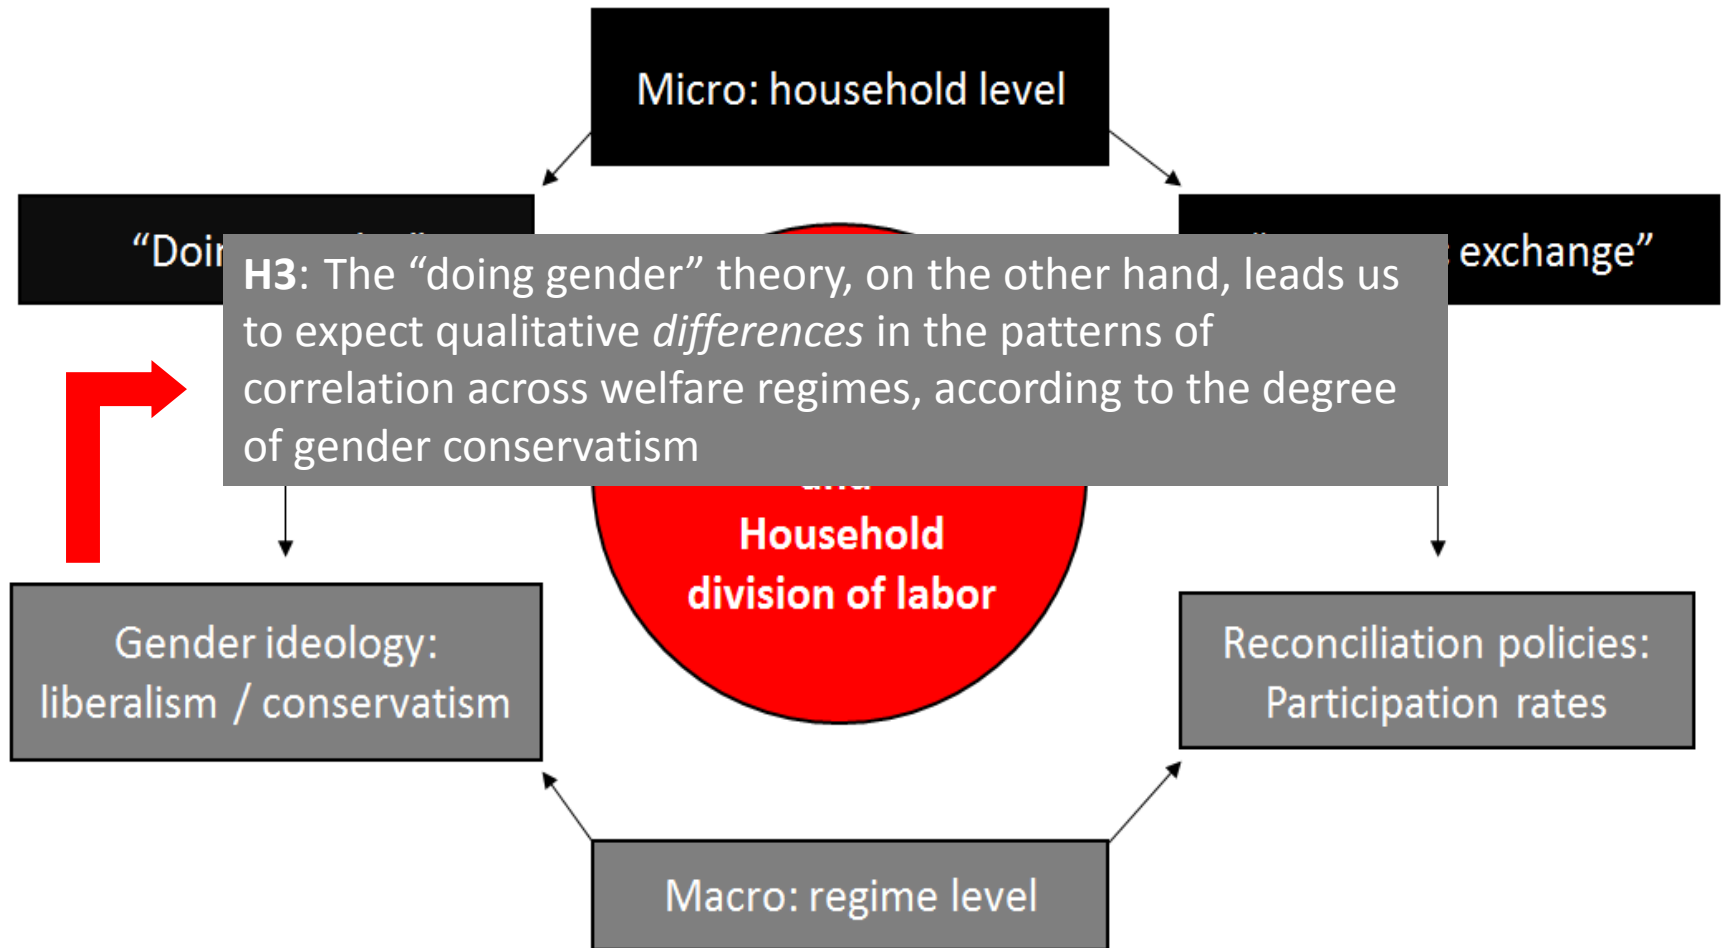 Micro: household level
“Doin
exchange”
H3: The “doing gender” theory, on the other hand, leads us
to expect qualitative differences in the patterns of
correlation across welfare regimes, according to the degree
of gender conservatism
Household
division of labor
Gender ideology:
liberalism / conservatism
Reconciliation policies:
Participation rates
Macro: regime level